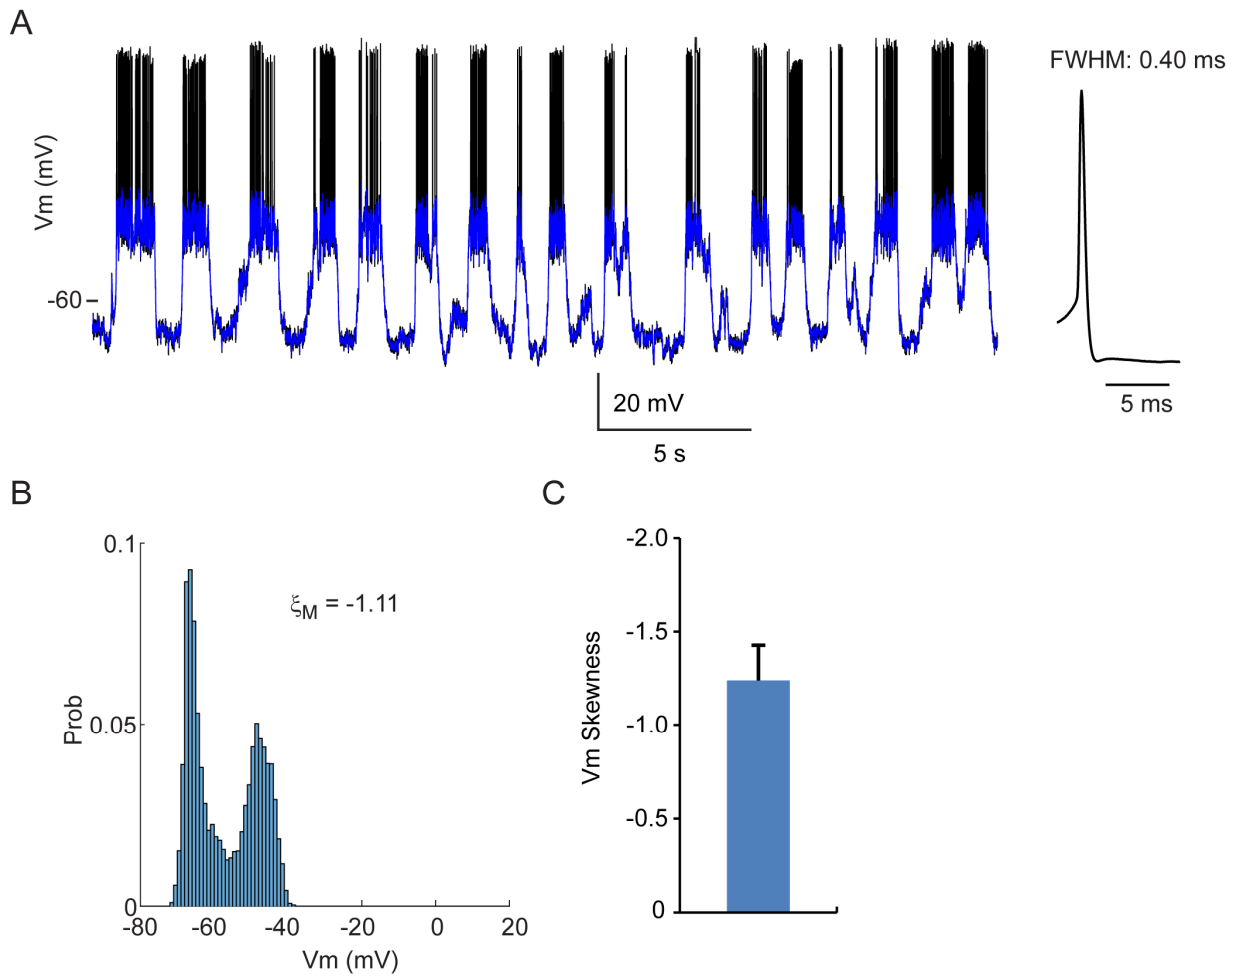 A
FWHM: 0.40 ms
Vm (mV)
-60
20 mV
5 s
5 ms
B
0.1
0.05
0
Prob
ξM = -1.11
-80 -60 -40 -20 0 20
Vm (mV)
C
-2.0
-1.5
-1.0
-0.5
0
Vm Skewness